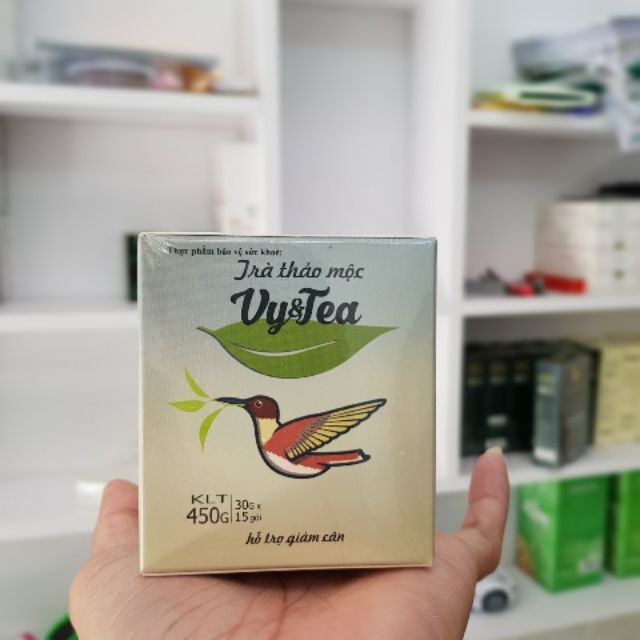 Thực phẩm bảo vệ sức khoẻ:
Trà thảo mộc
Vy&Tea
KLT
450G
30G x
15 gói
hỗ trợ giảm cân